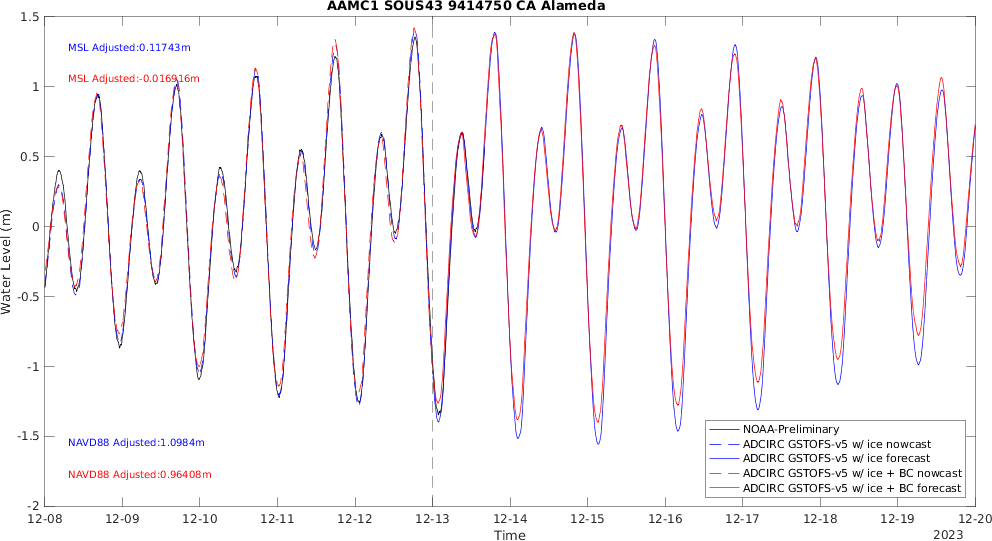 AAMC1 SOUS43 9414750 CA Alameda
1.5
1
0.5
0
-0.5
-1
-1.5
-2
Water Level (m)
MSL Adjusted:0.11743m
MSL Adjusted:-0.016916m
NAVD88 Adjusted:1.0984m
NAVD88 Adjusted:0.96408m
NOAA-Preliminary
ADCIRC GSTOFS-v5 w/ ice nowcast
ADCIRC GSTOFS-v5 w/ ice forecast
ADCIRC GSTOFS-v5 w/ ice + BC nowcast
ADCIRC GSTOFS-v5 w/ ice + BC forecast
12-08 12-09 12-10 12-11 12-12 12-13 12-14 12-15 12-16 12-17 12-18 12-19 12-20
Time
2023